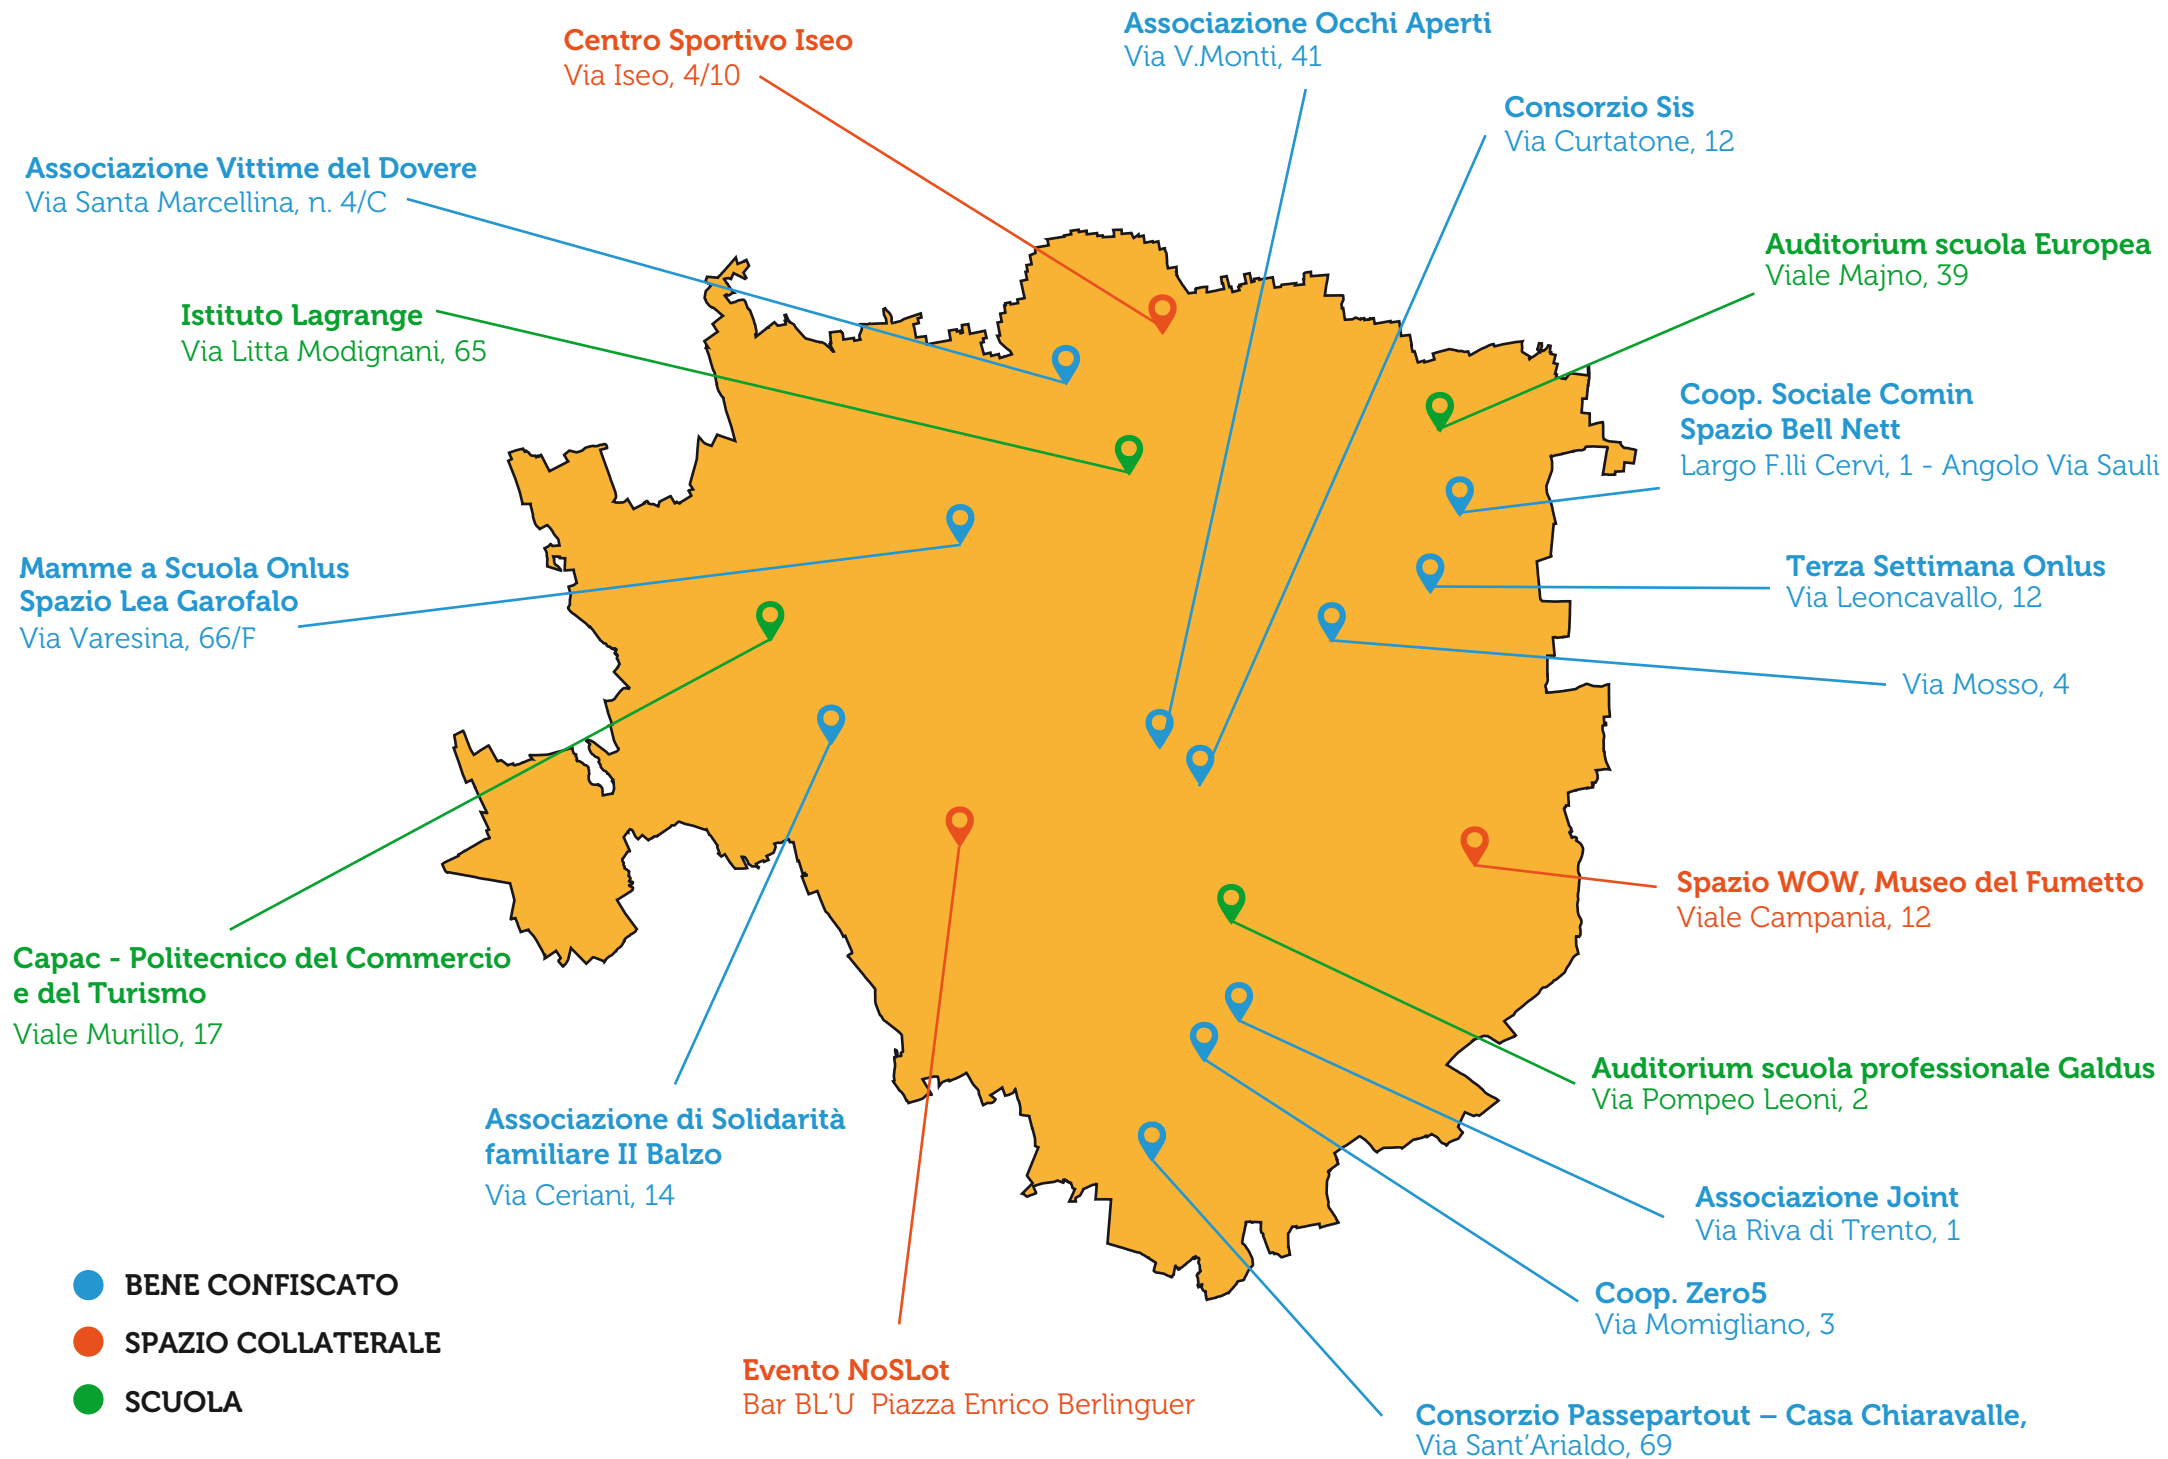 Centro Sportivo Iseo
Via Iseo, 4/10
Associazione Occhi Aperti
Via V.Monti, 41
Consorzio Sis
Via Curtatone, 12
Associazione Vittime del Dovere
Via Santa Marcellina, n. 4/C
Auditorium scuola Europea
Viale Majno, 39
Istituto Lagrange
Via Litta Modignani, 65
Coop. Sociale Comin
Spazio Bell Nett
Largo F.lli Cervi, 1 - Angolo Via Sauli
Mamme a Scuola Onlus
Spazio Lea Garofalo
Via Varesina, 66/F
Terza Settimana Onlus
Via Leoncavallo, 12
Via Mosso, 4
Spazio WOW, Museo del Fumetto
Viale Campania, 12
Capac - Politecnico del Commercio
e del Turismo
Viale Murillo, 17
Auditorium scuola professionale Galdus
Via Pompeo Leoni, 2
Associazione di Solidarità
familiare II Balzo
Via Ceriani, 14
Associazione Joint
Via Riva di Trento, 1
Coop. Zero5
Via Momigliano, 3
Evento NoSLot
Bar BL'U Piazza Enrico Berlinguer
Consorzio Passepartout – Casa Chiaravalle,
Via Sant'Arialdo, 69
BENE CONFISCATO
SPAZIO COLLATERALE
SCUOLA